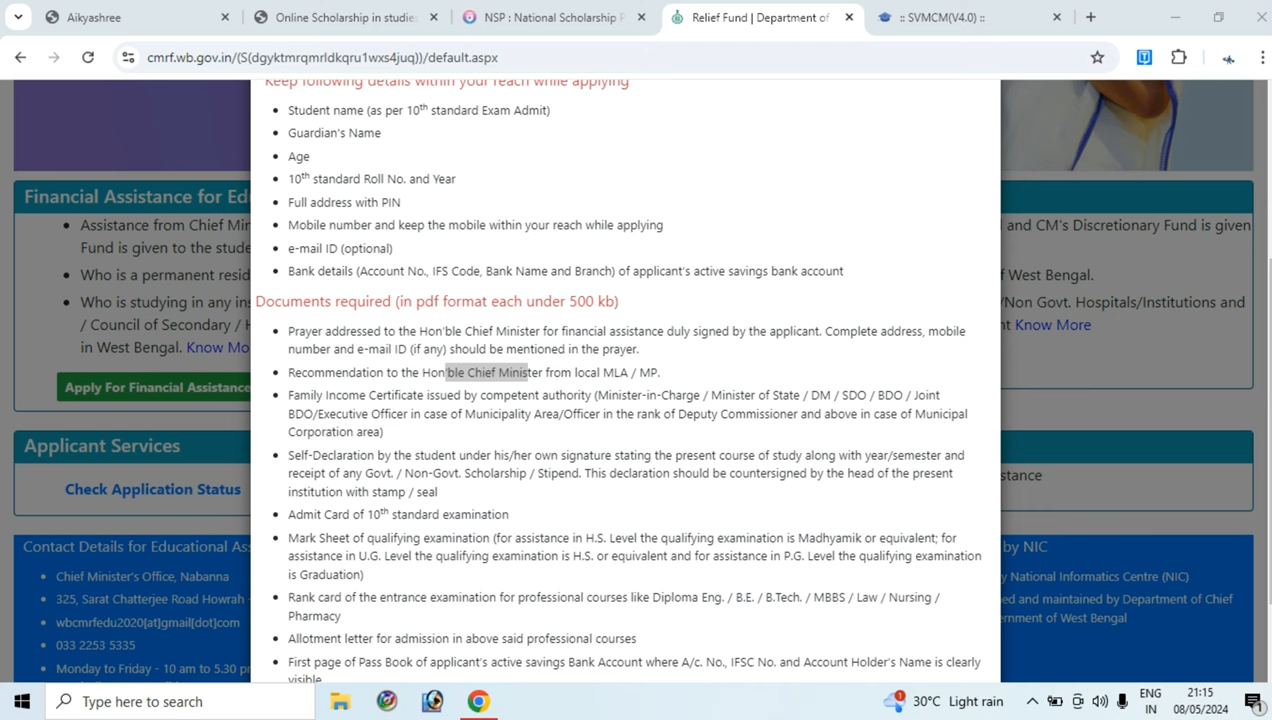 Aikyashree
Online Scholarship in studie
NSP : National Scholarship P
Relief Fund | Department of
:: SVMCM(V4.0) ::
cmrf.wb.gov.in/(S(dgyktmrqmrldkqru1wxs4juq))/default.aspx
Keep following details within your reach while applying
Student name (as per 10th standard Exam Admit)
Guardian's Name
Age
10th standard Roll No. and Year
Full address with PIN
Mobile number and keep the mobile within your reach while applying
e-mail ID (optional)
Bank details (Account No., IFS Code, Bank Name and Branch) of applicant's active savings bank account
Documents required (in pdf format each under 500 kb)
Prayer addressed to the Hon'ble Chief Minister for financial assistance duly signed by the applicant. Complete address, mobile
number and e-mail ID (if any) should be mentioned in the prayer.
Recommendation to the Hon'ble Chief Minister from local MLA / MP.
Family Income Certificate issued by competent authority (Minister-in-Charge / Minister of State / DM / SDO / BDO / Joint
BDO/Executive Officer in case of Municipality Area/Officer in the rank of Deputy Commissioner and above in case of Municipal
Corporation area)
Self-Declaration by the student under his/her own signature stating the present course of study along with year/semester and
receipt of any Govt. / Non-Govt. Scholarship / Stipend. This declaration should be countersigned by the head of the present
institution with stamp / seal
Admit Card of 10th standard examination
Mark Sheet of qualifying examination (for assistance in H.S. Level the qualifying examination is Madhyamik or equivalent; for
assistance in U.G. Level the qualifying examination is H.S. or equivalent and for assistance in P.G. Level the qualifying examination
is Graduation)
Rank card of the entrance examination for professional courses like Diploma Eng. / B.E. / B.Tech. / MBBS / Law / Nursing /
Pharmacy
Allotment letter for admission in above said professional courses
First page of Pass Book of applicant's active savings Bank Account where A/c. No., IFSC No. and Account Holder's Name is clearly
visible
Financial Assistance for Ed
Assistance from Chief Min
Fund is given to the stude
Who is a permanent resid
Who is studying in any ins
/ Council of Secondary / H
in West Bengal. Know Mo
Apply For Financial Assistan
Applicant Services
Check Application Status
Contact Details for Educational Ass
Chief Minister's Office, Nabanna
325, Sarat Chatterjee Road Howrah -
wbcmrfedu2020[at]gmail[dot]com
033 2253 5335
Monday to Friday - 10 am to 5.30 pr
and CM's Discretionary Fund is given
f West Bengal.
/Non Govt. Hospitals/Institutions and
nt Know More
stance
by NIC
y National Informatics Centre (NIC)
ed and maintained by Department of Chief
ernment of West Bengal
Type here to search
1
30°C Light rain
ENG
IN
21:15
08/05/2024
1